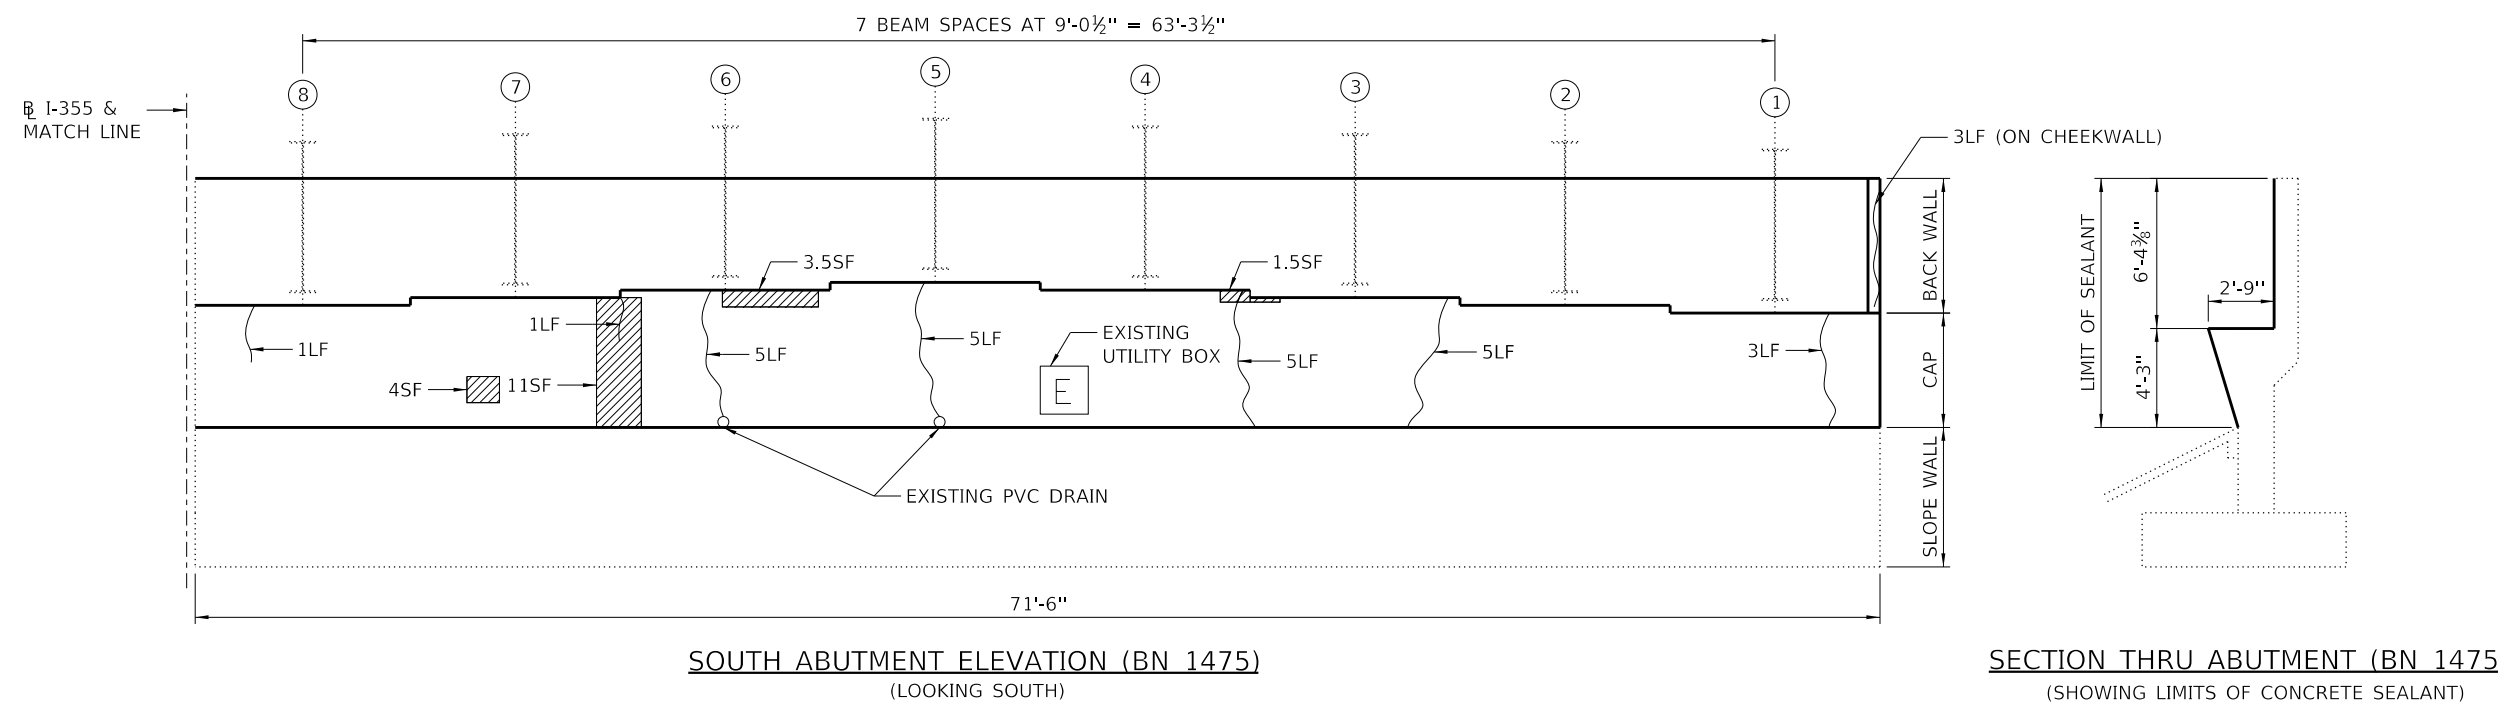 7 BEAM SPACES AT 9'-0½" = 63'-3½"
8
7
6
5
4
3
2
1
℄ I-355 &
MATCH LINE
3LF (ON CHEEKWALL)
3.5SF
1.5SF
1LF
1LF
5LF
5LF
EXISTING
UTILITY BOX
E
5LF
5LF
3LF
4SF
11SF
EXISTING PVC DRAIN
BACK WALL
CAP
SLOPE WALL
71'-6"
SOUTH ABUTMENT ELEVATION (BN 1475)
(LOOKING SOUTH)
LIMIT OF SEALANT
6'-4⅜"
2'-9"
4'-3"
SECTION THRU ABUTMENT (BN 1475
(SHOWING LIMITS OF CONCRETE SEALANT)